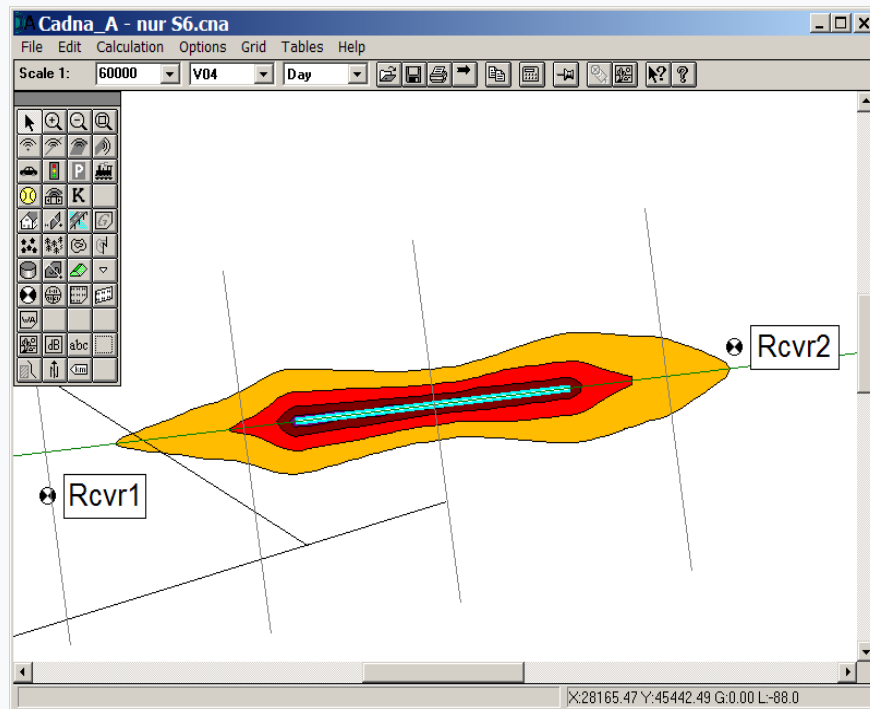 Cadna_A - nur S6.cna
File Edit Calculation Options Grid Tables Help
Scale 1: 60000 V04 Day
P
K
dB abc
km
Rcvr2
Rcvr1
X:28165.47 Y:45442.49 G:0.00 L:-88.0